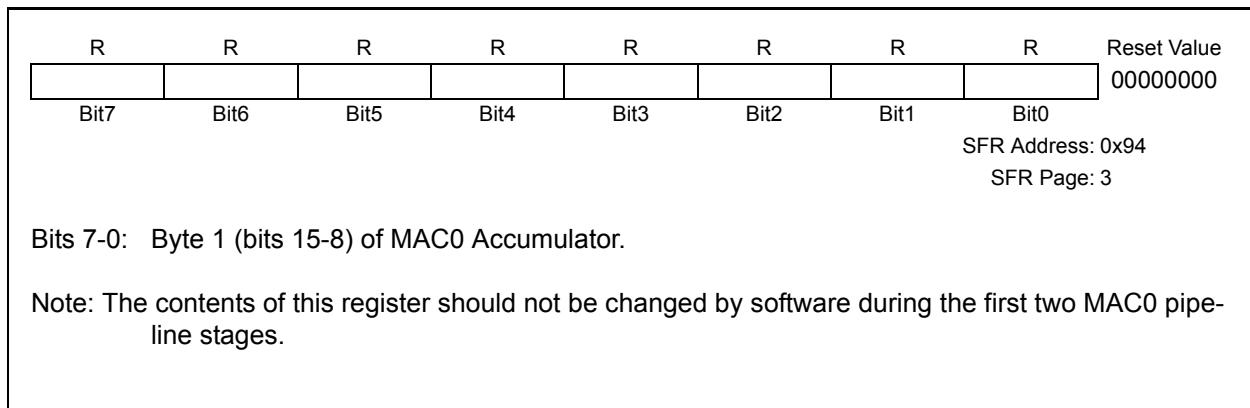 R R R R R R R R Reset Value
00000000
Bit7 Bit6 Bit5 Bit4 Bit3 Bit2 Bit1 Bit0
SFR Address: 0x94
SFR Page: 3
Bits 7-0: Byte 1 (bits 15-8) of MAC0 Accumulator.
Note: The contents of this register should not be changed by software during the first two MAC0 pipe-
line stages.